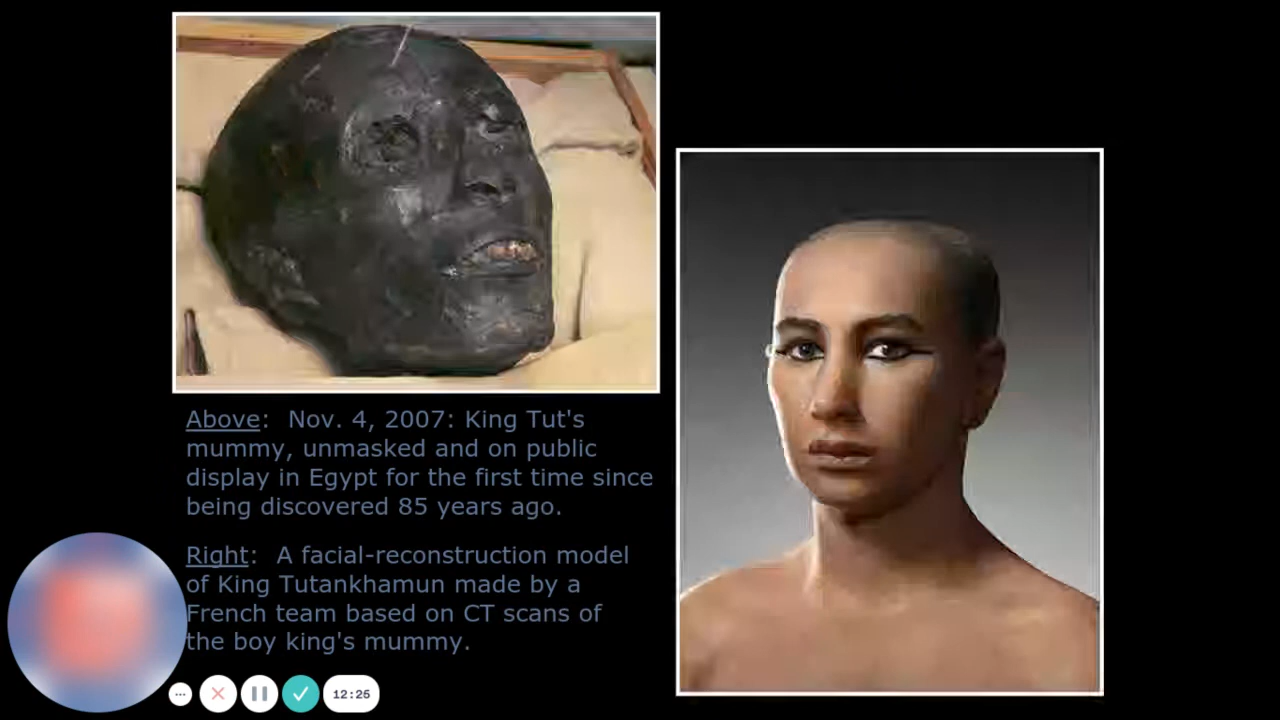 Above:  Nov. 4, 2007: King Tut's
mummy, unmasked and on public
display in Egypt for the first time since
being discovered 85 years ago.
Right:  A facial-reconstruction model
of King Tutankhamun made by a
French team based on CT scans of
the boy king's mummy.
12:26